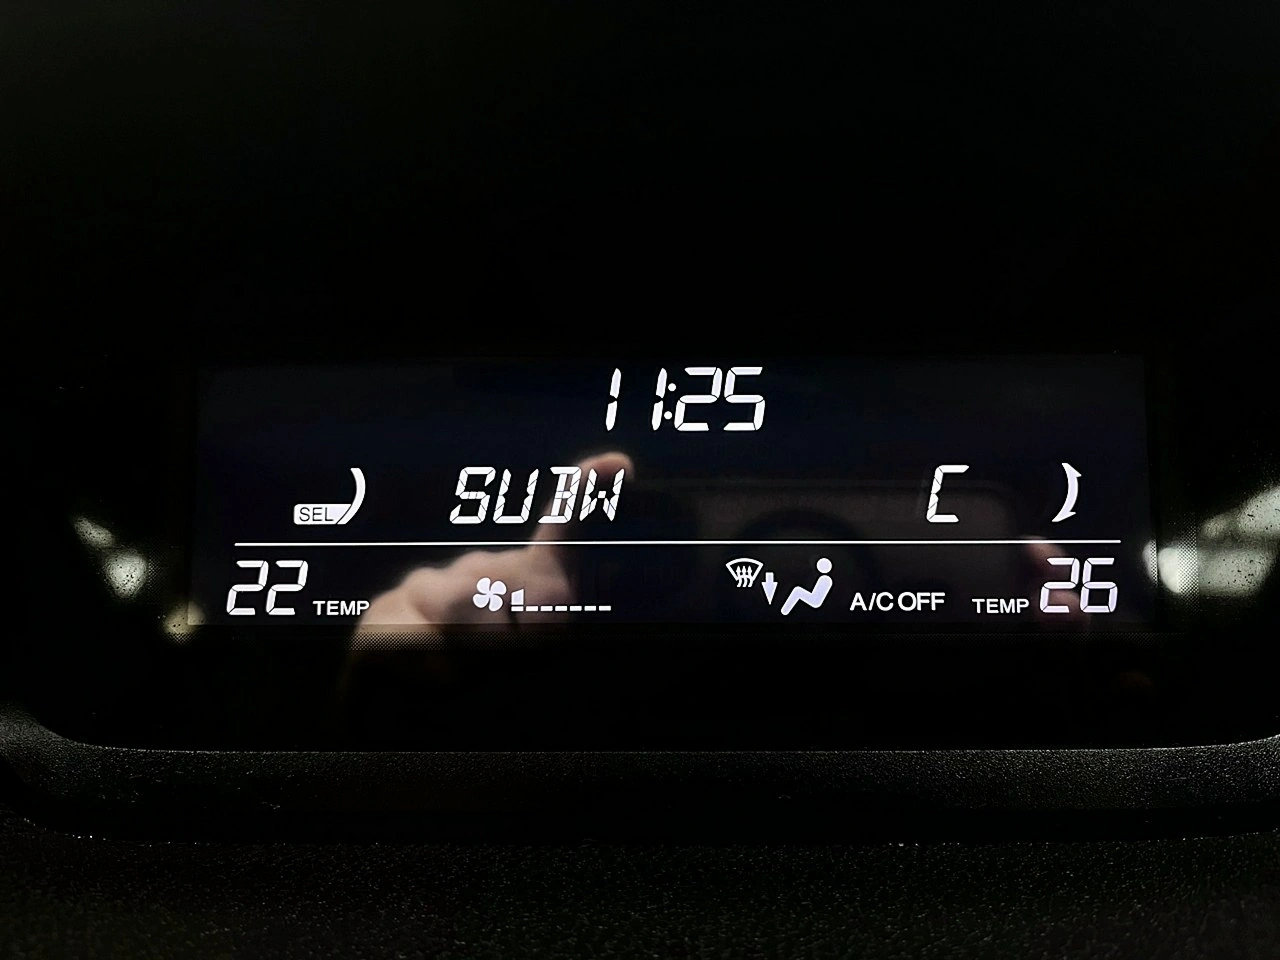 11:25
SEL SUBW C
22 TEMP A/C OFF TEMP 26